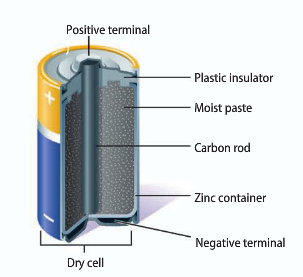 Positive terminal
Plastic insulator
+
Moist paste
Carbon rod
Zinc container
−
Negative terminal
Dry cell